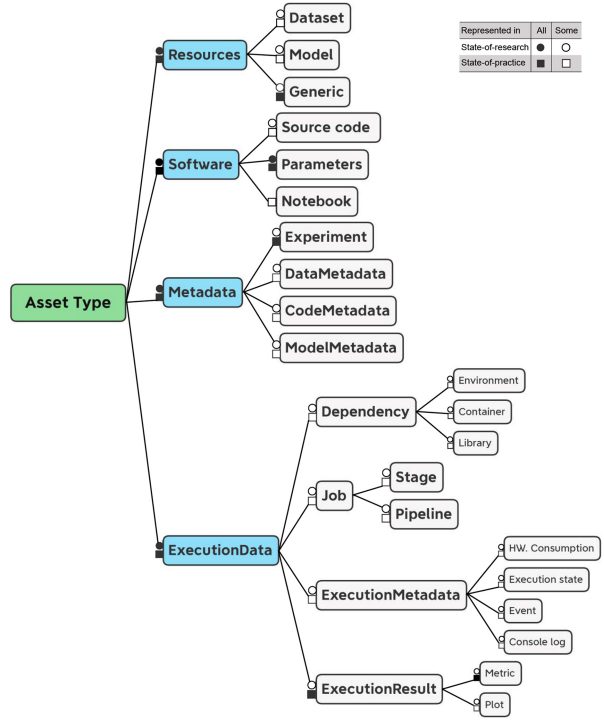 Dataset
Resources
Model
Generic
Represented in All Some
State-of-research
State-of-practice
Source code
Software
Parameters
Notebook
Experiment
DataMetadata
Asset Type
Metadata
CodeMetadata
ModelMetadata
Environment
Dependency
Container
Library
Stage
Job
Pipeline
ExecutionData
HW. Consumption
Execution state
ExecutionMetadata
Event
Console log
Metric
ExecutionResult
Plot